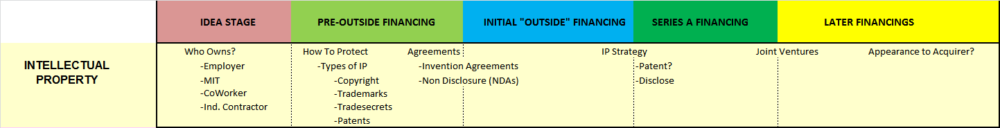 IDEA STAGE
PRE-OUTSIDE FINANCING
INITIAL "OUTSIDE" FINANCING
SERIES A FINANCING
LATER FINANCINGS
INTELLECTUAL
PROPERTY
Who Owns?
-Employer
-MIT
-CoWorker
-Ind. Contractor
How To Protect
-Types of IP
-Copyright
-Trademarks
-Tradesecrets
-Patents
Agreements
-Invention Agreements
-Non Disclosure (NDAs)
IP Strategy
-Patent?
-Disclose
Joint Ventures
Appearance to Acquirer?